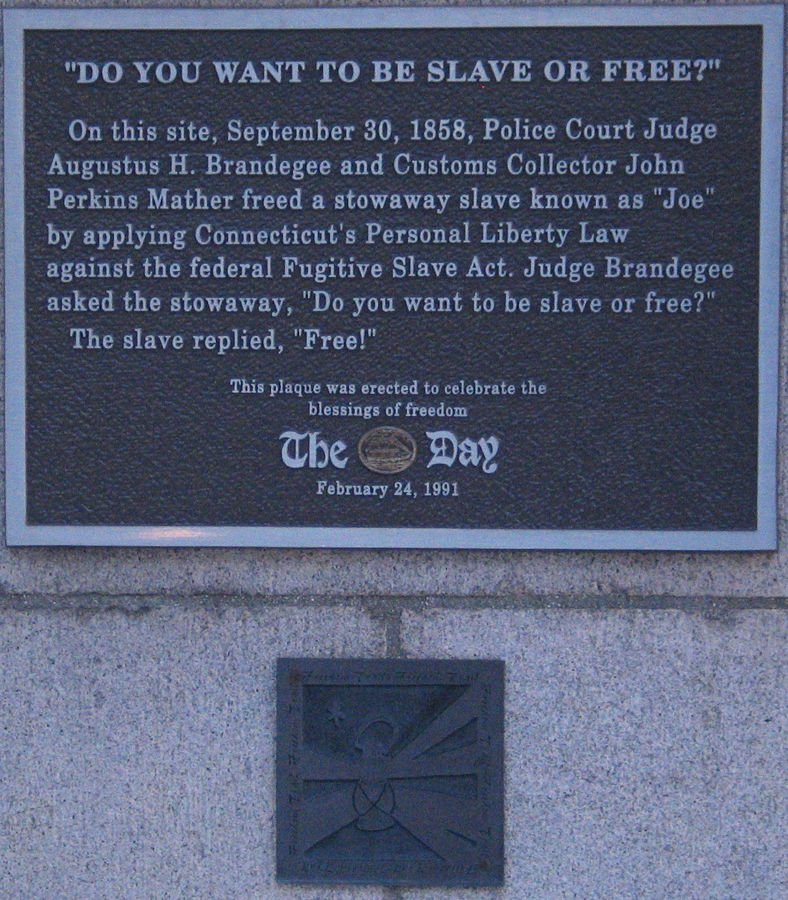 "DO YOU WANT TO BE SLAVE OR FREE?"
On this site, September 30, 1858, Police Court Judge
Augustus H. Brandegee and Customs Collector John
Perkins Mather freed a stowaway slave known as "Joe"
by applying Connecticut's Personal Liberty Law
against the federal Fugitive Slave Act. Judge Brandegee
asked the stowaway, "Do you want to be slave or free?"
The slave replied, "Free!"
This plaque was erected to celebrate the
blessings of freedom
The Day
February 24, 1991